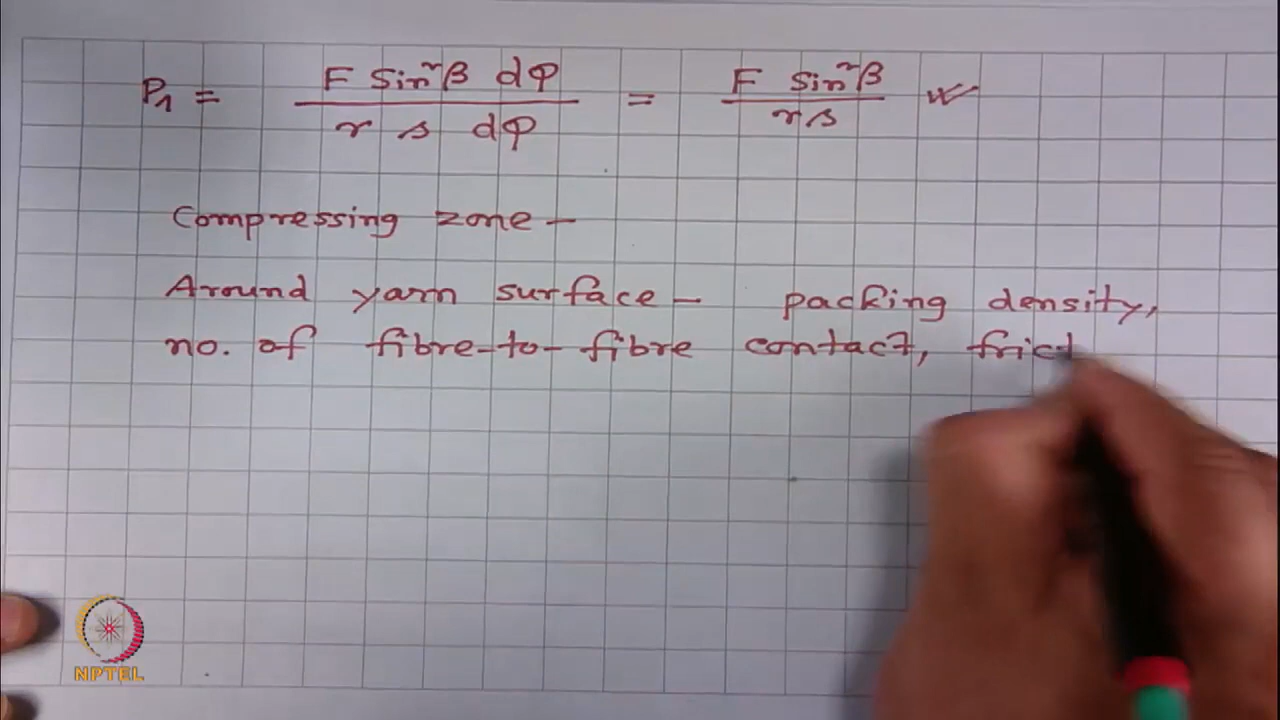 P₁ = F Sin²β dφ / r s dφ = F Sin²β / r s
Compressing zone –
Around yarn surface – packing density,
no. of fibre-to-fibre contact, frict
NPTEL